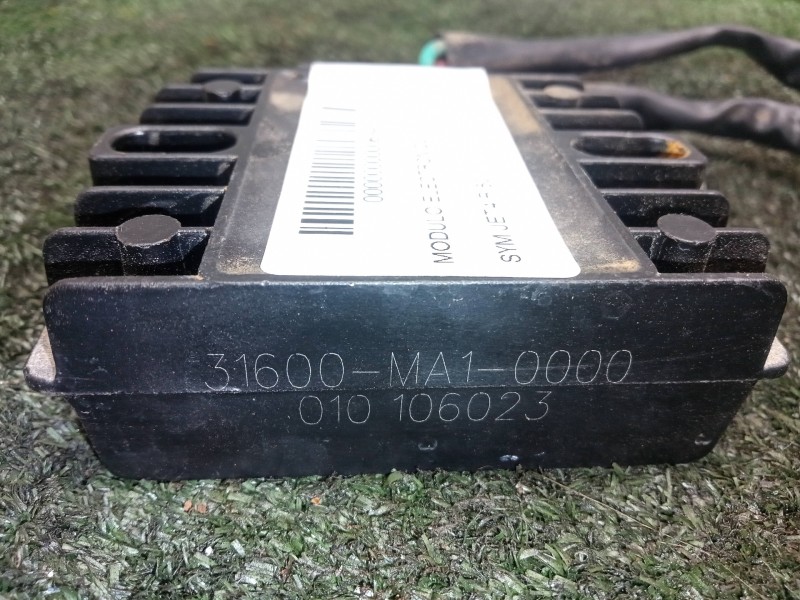 MODULO
SYM JET
31600-MA1-0000
010 106023